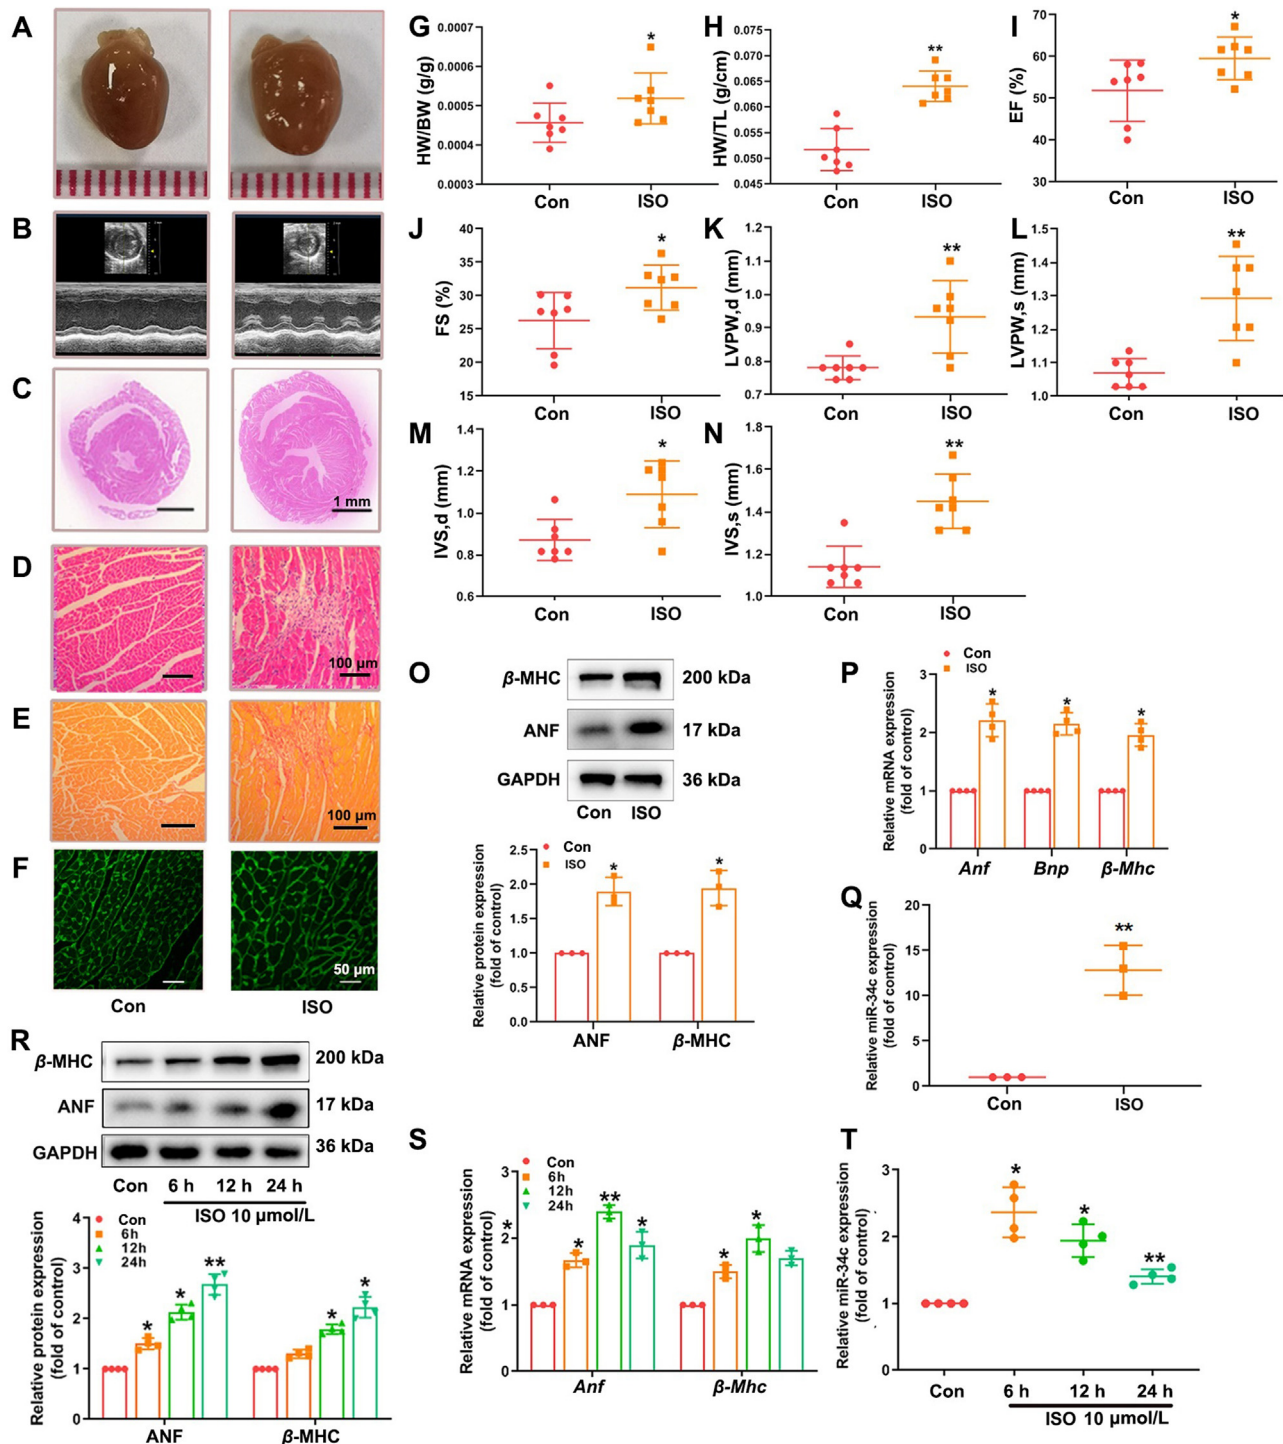 A
B
C
1 mm
D
100 μm
E
100 μm
F
50 μm
Con ISO
G
HW/BW (g/g)
0.0007
0.0006
0.0005
0.0004
0.0003
*
Con ISO
H
HW/TL (g/cm)
0.075
0.070
0.065
0.060
0.055
0.050
0.045
**
Con ISO
I
EF (%)
70
60
50
40
30
*
Con ISO
J
FS (%)
40
35
30
25
20
15
*
Con ISO
K
LVPW,d (mm)
1.2
1.1
1.0
0.9
0.8
0.7
**
Con ISO
L
LVPW,s (mm)
1.5
1.4
1.3
1.2
1.1
1.0
**
Con ISO
M
IVS,d (mm)
1.4
1.2
1.0
0.8
0.6
*
Con ISO
N
IVS,s (mm)
1.8
1.6
1.4
1.2
1.0
**
Con ISO
O
β-MHC 200 kDa
ANF 17 kDa
GAPDH 36 kDa
Con ISO
Relative protein expression
(fold of control)
2.5
2.0
1.5
1.0
0.5
0.0
Con
ISO
* *
ANF β-MHC
P
Relative mRNA expression
(fold of control)
3
2
1
0
Con
ISO
* * *
Anf Bnp β-Mhc
Q
Relative miR-34c expression
(fold of control)
20
15
10
5
0
**
Con ISO
R
β-MHC 200 kDa
ANF 17 kDa
GAPDH 36 kDa
Con 6 h 12 h 24 h
ISO 10 μmol/L
Relative protein expression
(fold of control)
4
3
2
1
0
Con
6h
12h
24h
* * ** * *
ANF β-MHC
S
Relative mRNA expression
(fold of control)
*
3
2
1
0
Con
6h
12h
24h
* ** * * *
Anf β-Mhc
T
Relative miR-34c expression
(fold of control)
3
2
1
0
* * **
Con 6 h 12 h 24 h
ISO 10 μmol/L